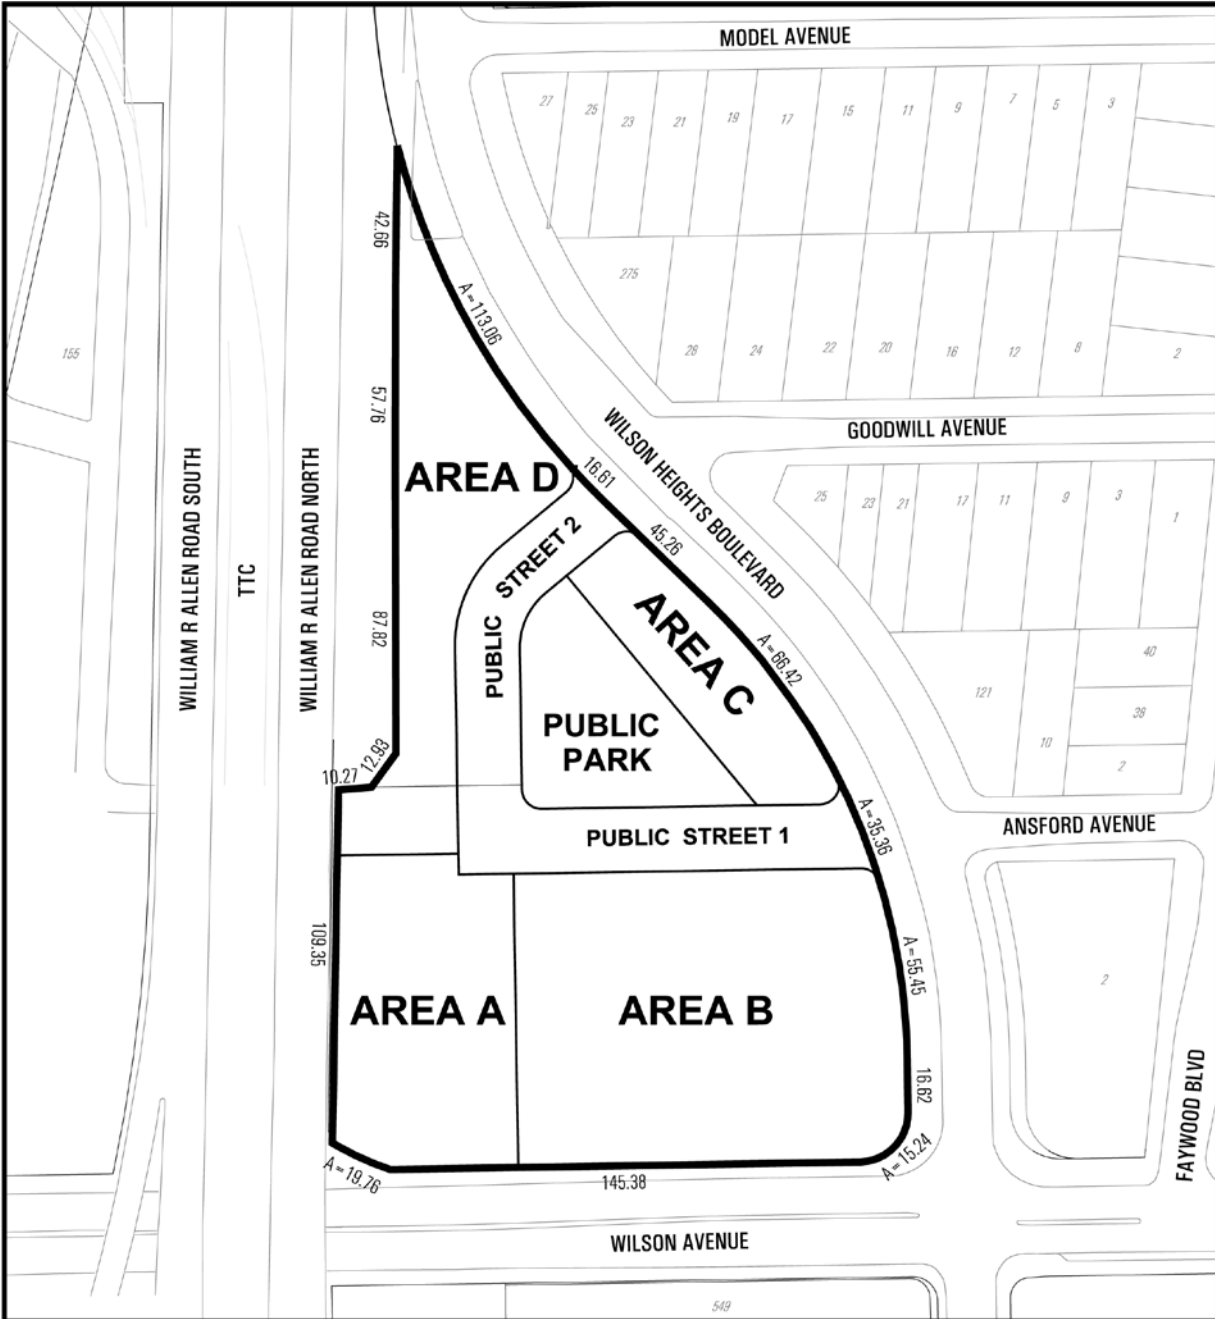 MODEL AVENUE
27
25
23
21
19
17
15
11
9
7
5
3
42.66
275
A = 113.06
155
28
24
22
20
16
12
8
2
57.76
WILSON HEIGHTS BOULEVARD
GOODWILL AVENUE
WILLIAM R ALLEN ROAD SOUTH
TTC
WILLIAM R ALLEN ROAD NORTH
AREA D
16.61
25
23
21
17
11
9
3
1
PUBLIC STREET 2
45.26
87.82
AREA C
A = 66.42
40
121
38
10
2
PUBLIC
PARK
12.93
10.27
A = 35.36
PUBLIC STREET 1
ANSFORD AVENUE
109.35
A = 55.45
2
AREA A
AREA B
16.62
FAYWOOD BLVD
A = 15.24
A = 19.76
145.38
WILSON AVENUE
549